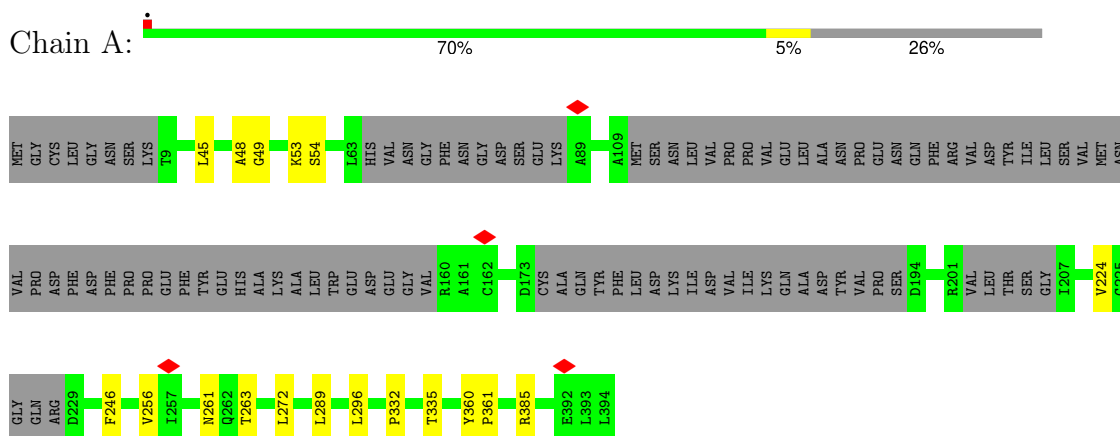 Chain A:
70% 5% 26%
MET GLY CYS LEU GLY ASN SER LYS T9 L45 A48 G49 K53 S54 L63 HIS VAL ASN GLY PHE ASN GLY ASP SER GLU LYS A89 A109 MET SER ASN LEU VAL PRO PRO VAL GLU LEU ALA ASN PRO GLU ASN GLN PHE ARG VAL ASP TYR ILE LEU SER VAL MET ASN
VAL PRO ASP PHE ASP PHE PRO PRO GLU PHE TYR GLU HIS ALA LYS ALA LEU TRP GLU ASP GLU GLY VAL R160 A161 C162 D173 CYS ALA GLN TYR PHE LEU ASP LYS ILE ASP VAL ILE LYS GLN ALA ASP TYR VAL PRO SER D194 R201 VAL LEU THR SER GLY I207 V224 C225
GLY GLN ARG D229 F246 V256 I257 N261 Q262 T263 L272 L289 L296 P332 T335 Y360 P361 R385 E392 L393 L394